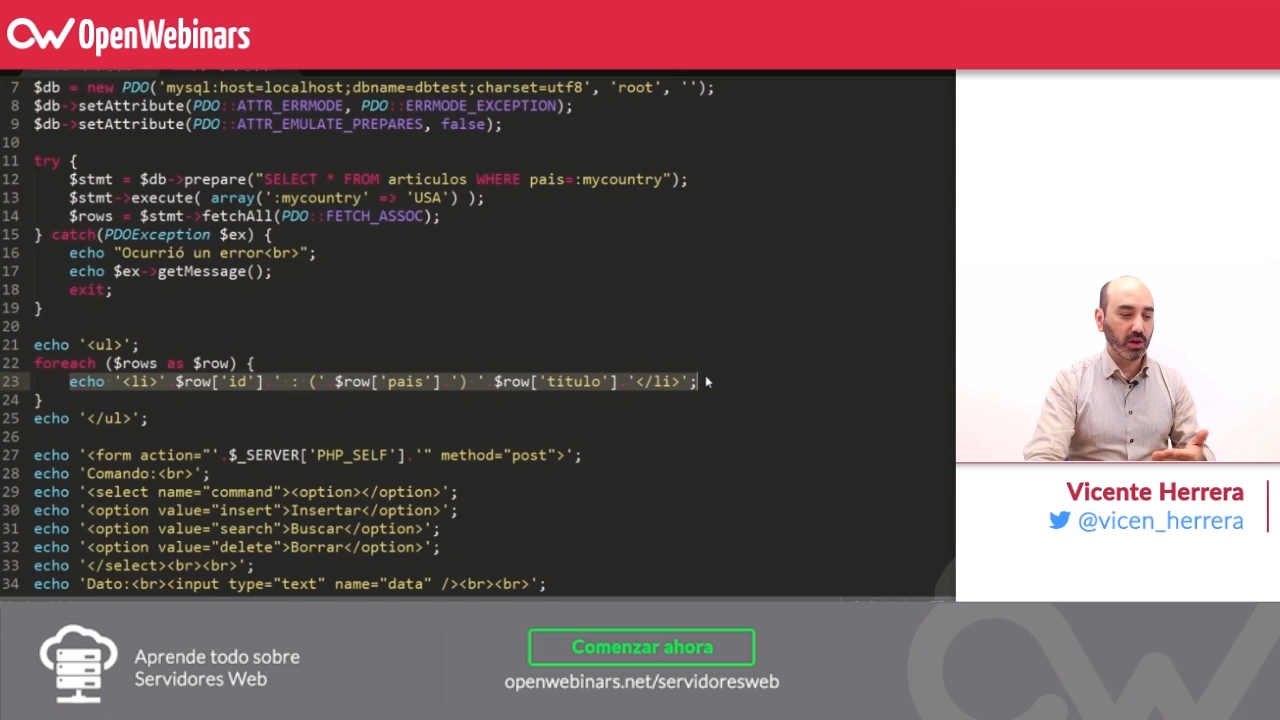 OpenWebinars
7 $db = new PDO('mysql:host=localhost;dbname=dbtest;charset=utf8', 'root', '');
8 $db->setAttribute(PDO::ATTR_ERRMODE, PDO::ERRMODE_EXCEPTION);
9 $db->setAttribute(PDO::ATTR_EMULATE_PREPARES, false);
10
11 try {
12 $stmt = $db->prepare("SELECT * FROM articulos WHERE pais=:mycountry");
13 $stmt->execute( array(':mycountry' => 'USA') );
14 $rows = $stmt->fetchAll(PDO::FETCH_ASSOC);
15 } catch(PDOException $ex) {
16 echo "Ocurrió un error<br>";
17 echo $ex->getMessage();
18 exit;
19 }
20
21 echo '<ul>';
22 foreach ($rows as $row) {
23 echo '<li>'.$row['id'].' : ('.$row['pais'].') '.$row['titulo'].'</li>';
24 }
25 echo '</ul>';
26
27 echo '<form action="'.$_SERVER['PHP_SELF'].'" method="post">';
28 echo 'Comando:<br>';
29 echo '<select name="command"><option></option>';
30 echo '<option value="insert">Insertar</option>';
31 echo '<option value="search">Buscar</option>';
32 echo '<option value="delete">Borrar</option>';
33 echo '</select><br><br>';
34 echo 'Dato:<br><input type="text" name="data" /><br><br>';
Vicente Herrera
@vicen_herrera
Aprende todo sobre
Servidores Web
Comenzar ahora
openwebinars.net/servidoresweb